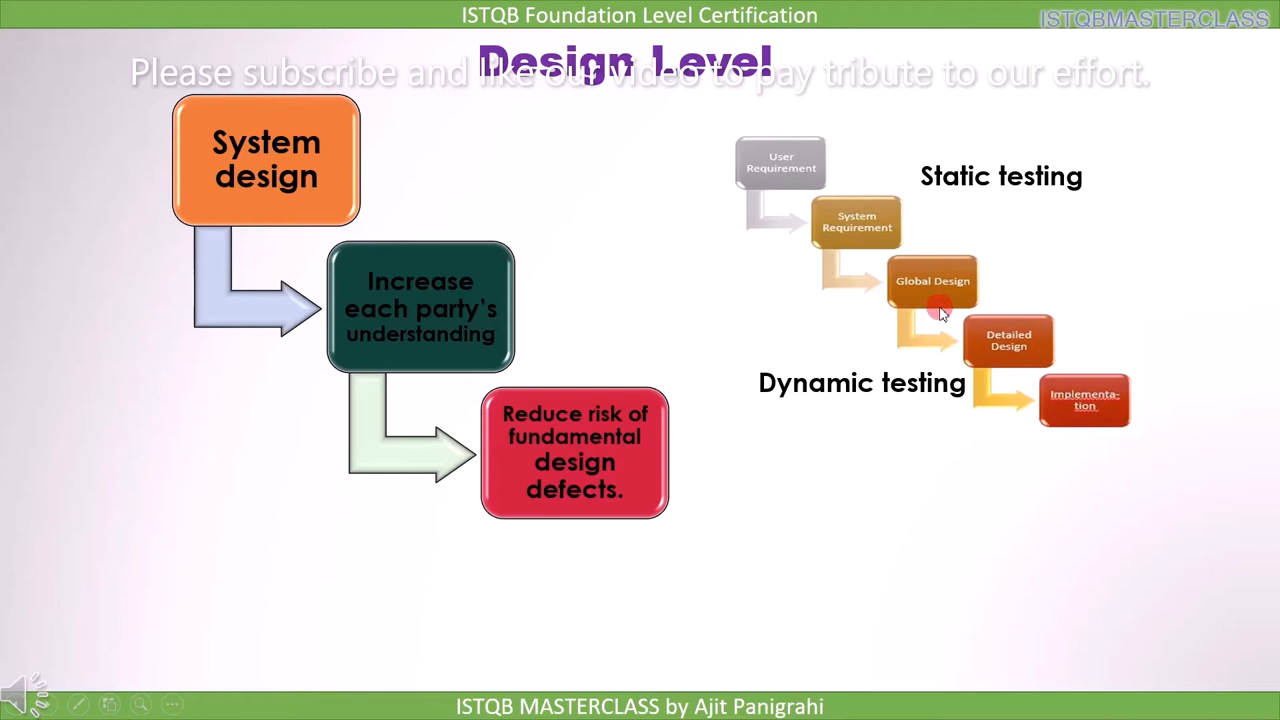 ISTQB Foundation Level Certification
ISTQBMASTERCLASS
Design Level
Please subscribe and like our video to pay tribute to our effort.
System
design
Increase
each party's
understanding
Reduce risk of
fundamental
design
defects.
User
Requirement
Static testing
System
Requirement
Global Design
Detailed
Design
Dynamic testing
Implementa-
tion
ISTQB MASTERCLASS by Ajit Panigrahi